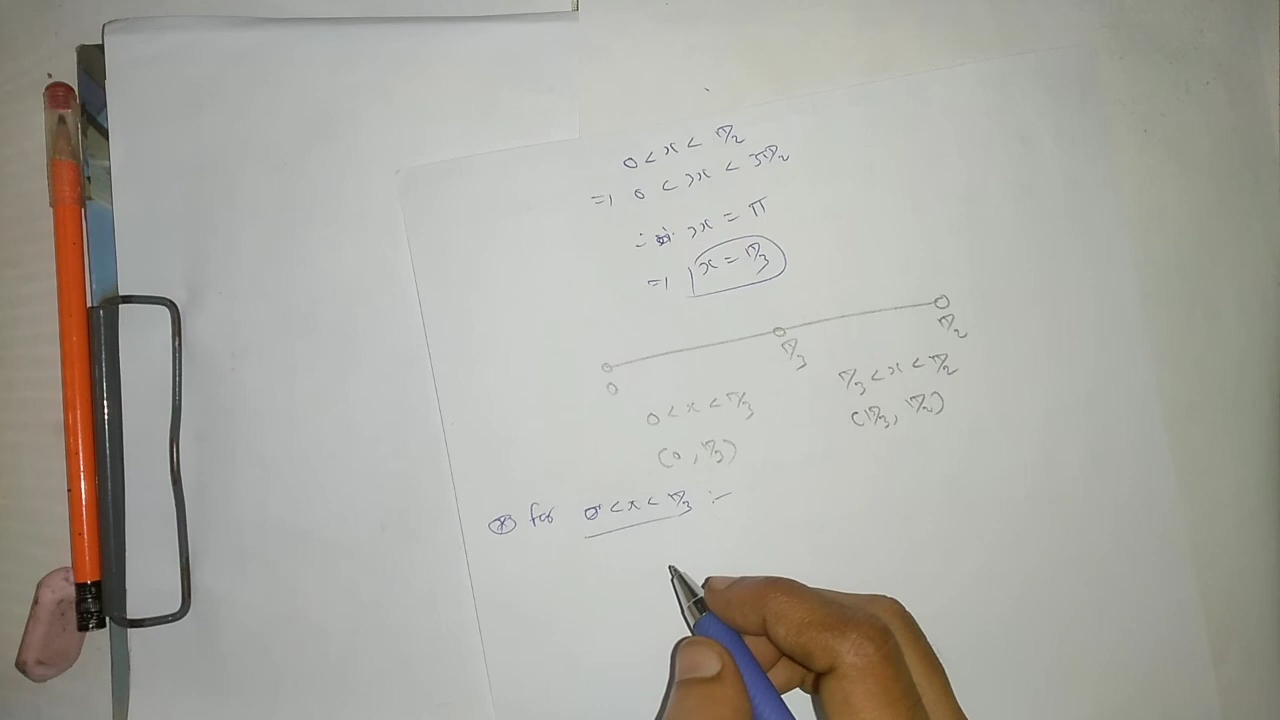 0 < x < π/2
=> 0 < 3x < 3π/2
∴ 3x = π
=> x = π/3
0 π/3 π/2
0 < x < π/3 π/3 < x < π/2
(0, π/3) (π/3, π/2)
⊛ for 0 < x < π/3 :-